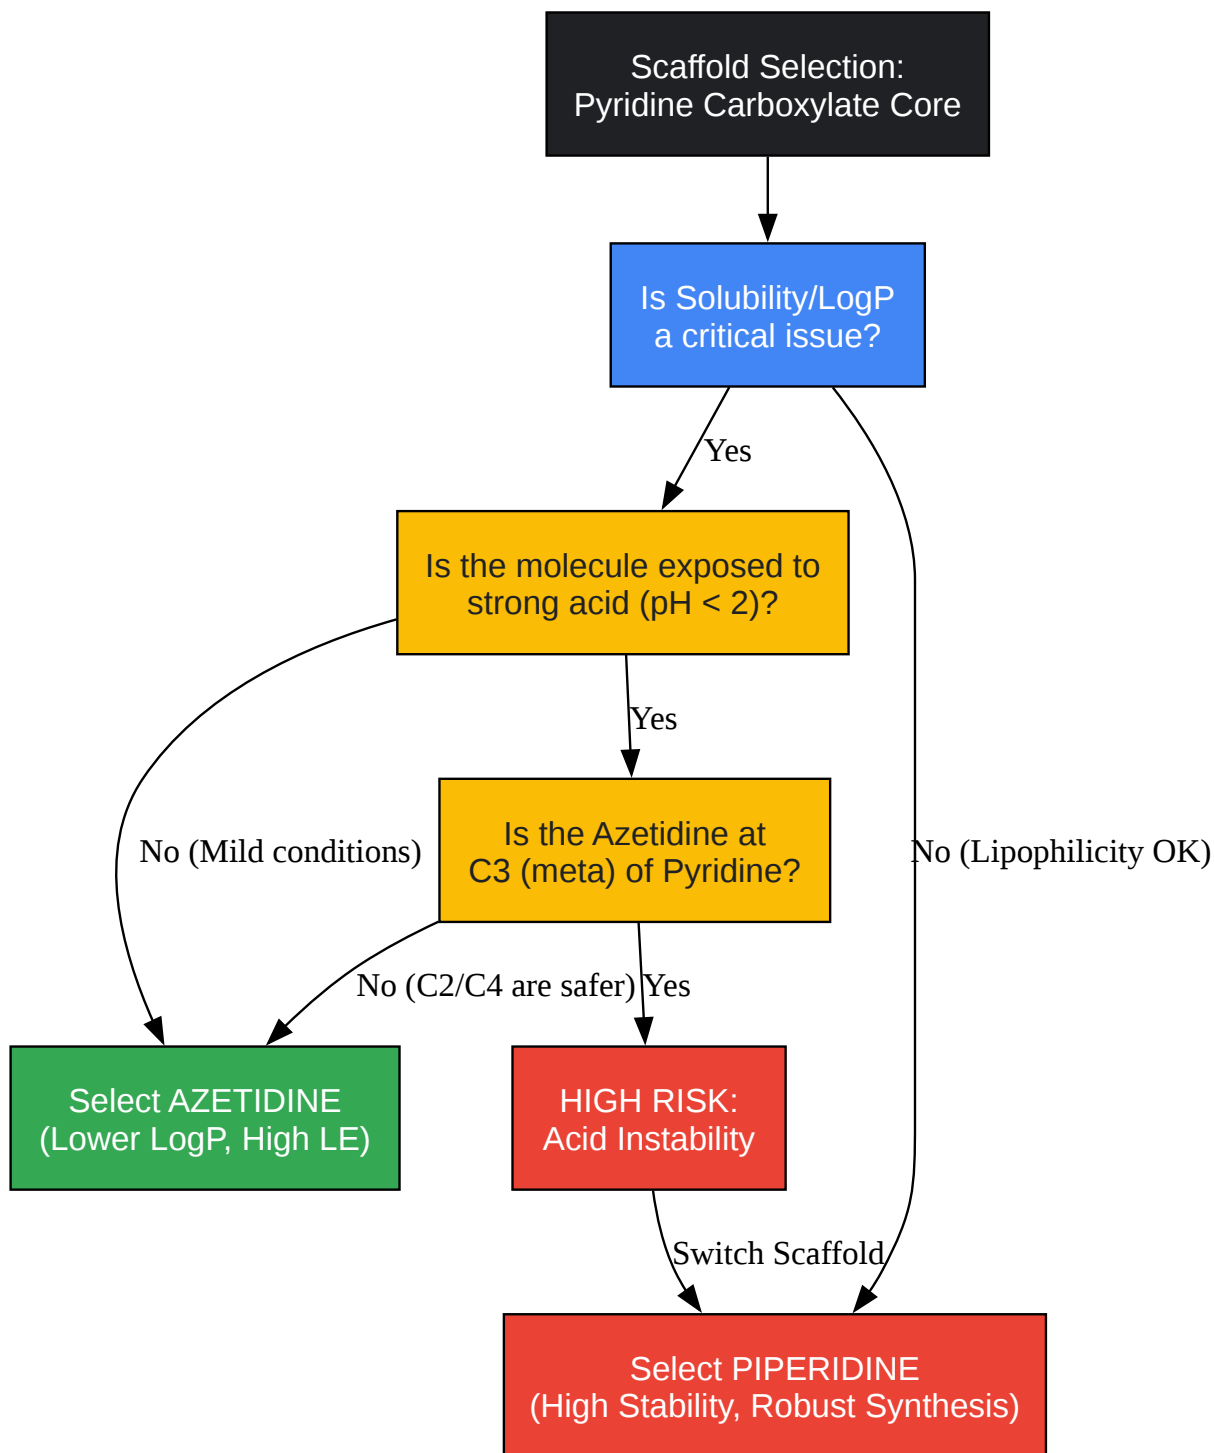 Scaffold Selection:
Pyridine Carboxylate Core
Is Solubility/LogP
a critical issue?
Yes
Is the molecule exposed to
strong acid (pH < 2)?
Yes
Is the Azetidine at
C3 (meta) of Pyridine?
No (Mild conditions)
No (Lipophilicity OK)
No (C2/C4 are safer)
Yes
Select AZETIDINE
(Lower LogP, High LE)
HIGH RISK:
Acid Instability
Switch Scaffold
Select PIPERIDINE
(High Stability, Robust Synthesis)